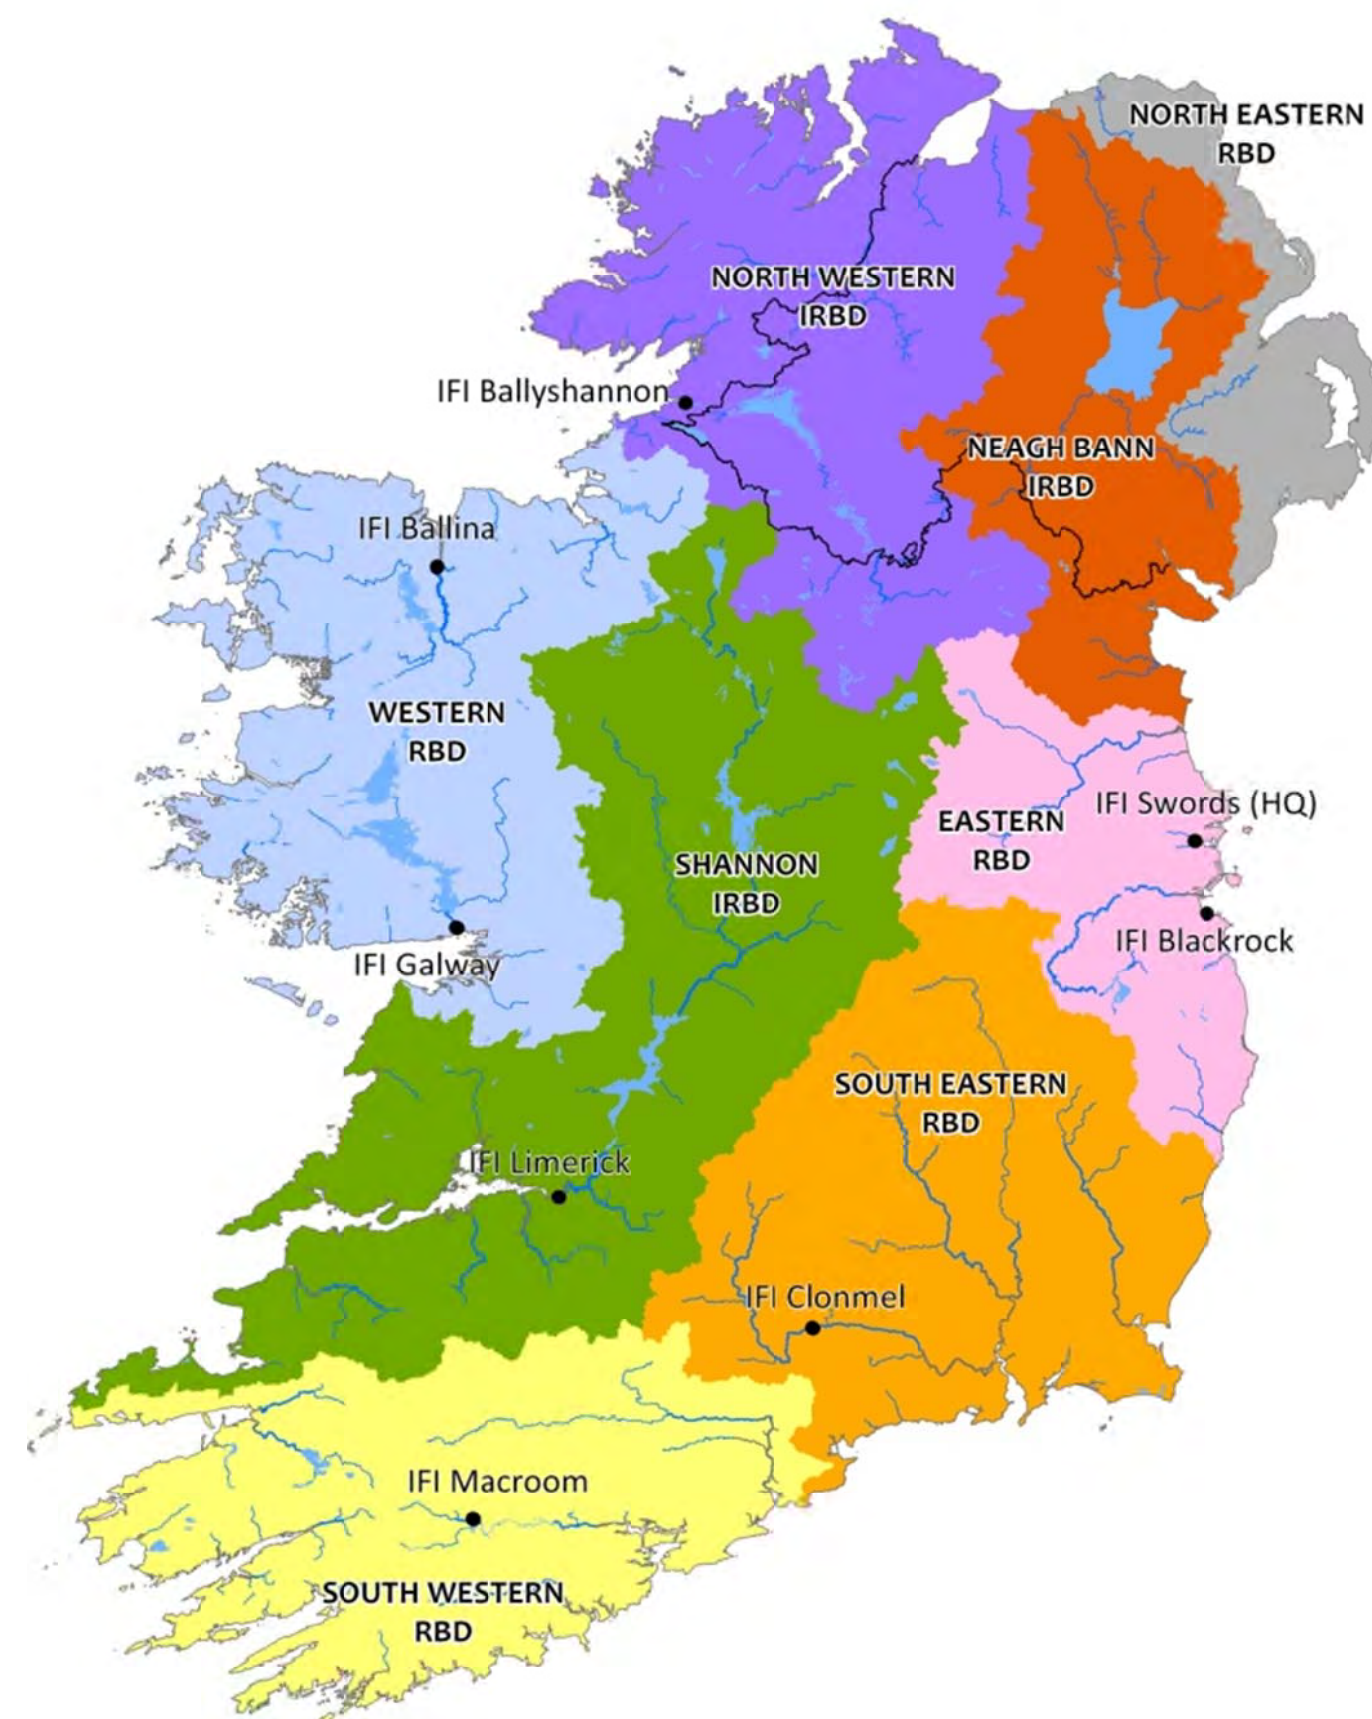 NORTH EASTERN
RBD
NORTH WESTERN
IRBD
IFI Ballyshannon
NEAGH BANN
IRBD
IFI Ballina
WESTERN
RBD
IFI Swords (HQ)
EASTERN
RBD
SHANNON
IRBD
IFI Blackrock
IFI Galway
SOUTH EASTERN
RBD
IFI Limerick
IFI Clonmel
IFI Macroom
SOUTH WESTERN
RBD